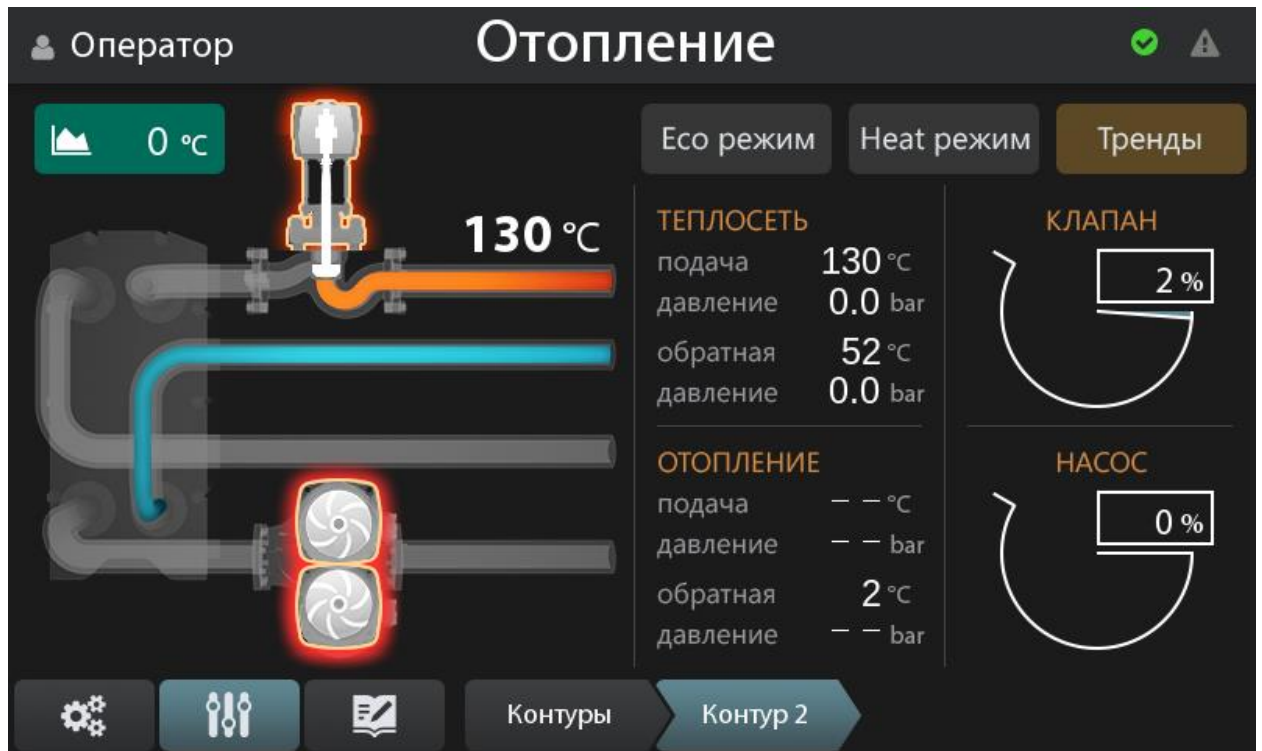 Оператор
Отопление
0 °C
Eco режим
Heat режим
Тренды
130 °C
ТЕПЛОСЕТЬ
подача 130 °C
давление 0.0 bar
обратная 52 °C
давление 0.0 bar
КЛАПАН
2 %
ОТОПЛЕНИЕ
подача – – °C
давление – – bar
обратная 2 °C
давление – – bar
НАСОС
0 %
Контуры
Контур 2